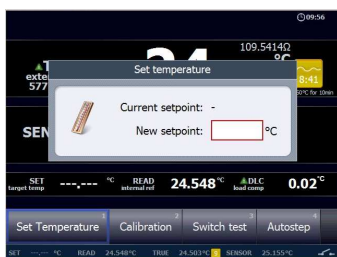 09:56
109.5414Ω
Set temperature
exte
577
8:41
50°C for 10min
Current setpoint: -
New setpoint: °C
SEN
SET target temp ---,--- °C READ internal ref 24.548 °C DLC load comp 0.02 °C
Set Temperature 1
Calibration 2
Switch test 3
Autostep 4
SET ---,--- °C READ 24.548°C TRUE 24.503°C SENSOR 25.155°C